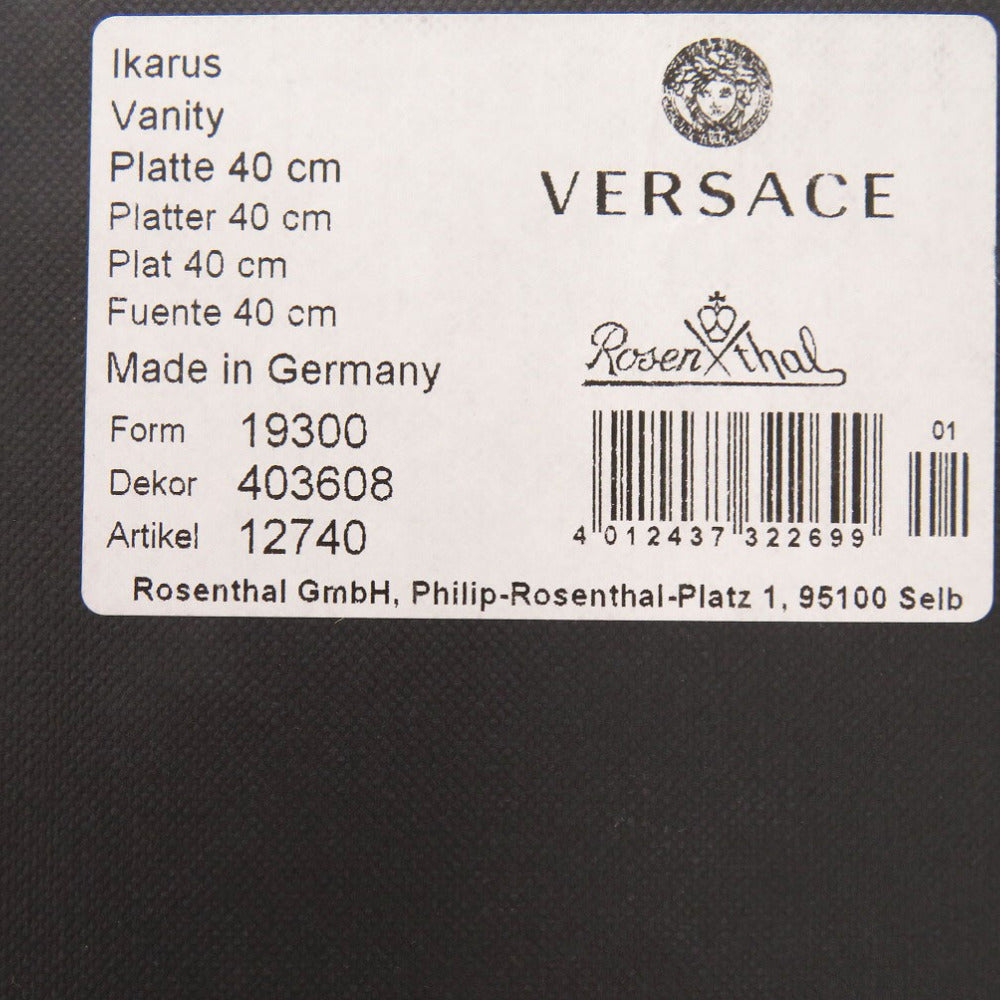 Ikarus
Vanity
Platte 40 cm
Platter 40 cm
Plat 40 cm
Fuente 40 cm
Made in Germany
Form 19300
Dekor 403608
Artikel 12740
VERSACE
Rosenthal
01
4 012437 322699
Rosenthal GmbH, Philip-Rosenthal-Platz 1, 95100 Selb